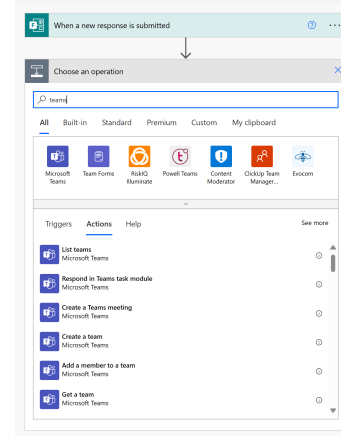 When a new response is submitted
Choose an operation
teams
All Built-in Standard Premium Custom My clipboard
Microsoft Teams
Team Forms
RiskIQ Illuminate
Powell Teams
Content Moderator
ClickUp Team Manager...
Evocom
Triggers Actions Help See more
List teams
Microsoft Teams
Respond in Teams task module
Microsoft Teams
Create a Teams meeting
Microsoft Teams
Create a team
Microsoft Teams
Add a member to a team
Microsoft Teams
Get a team
Microsoft Teams